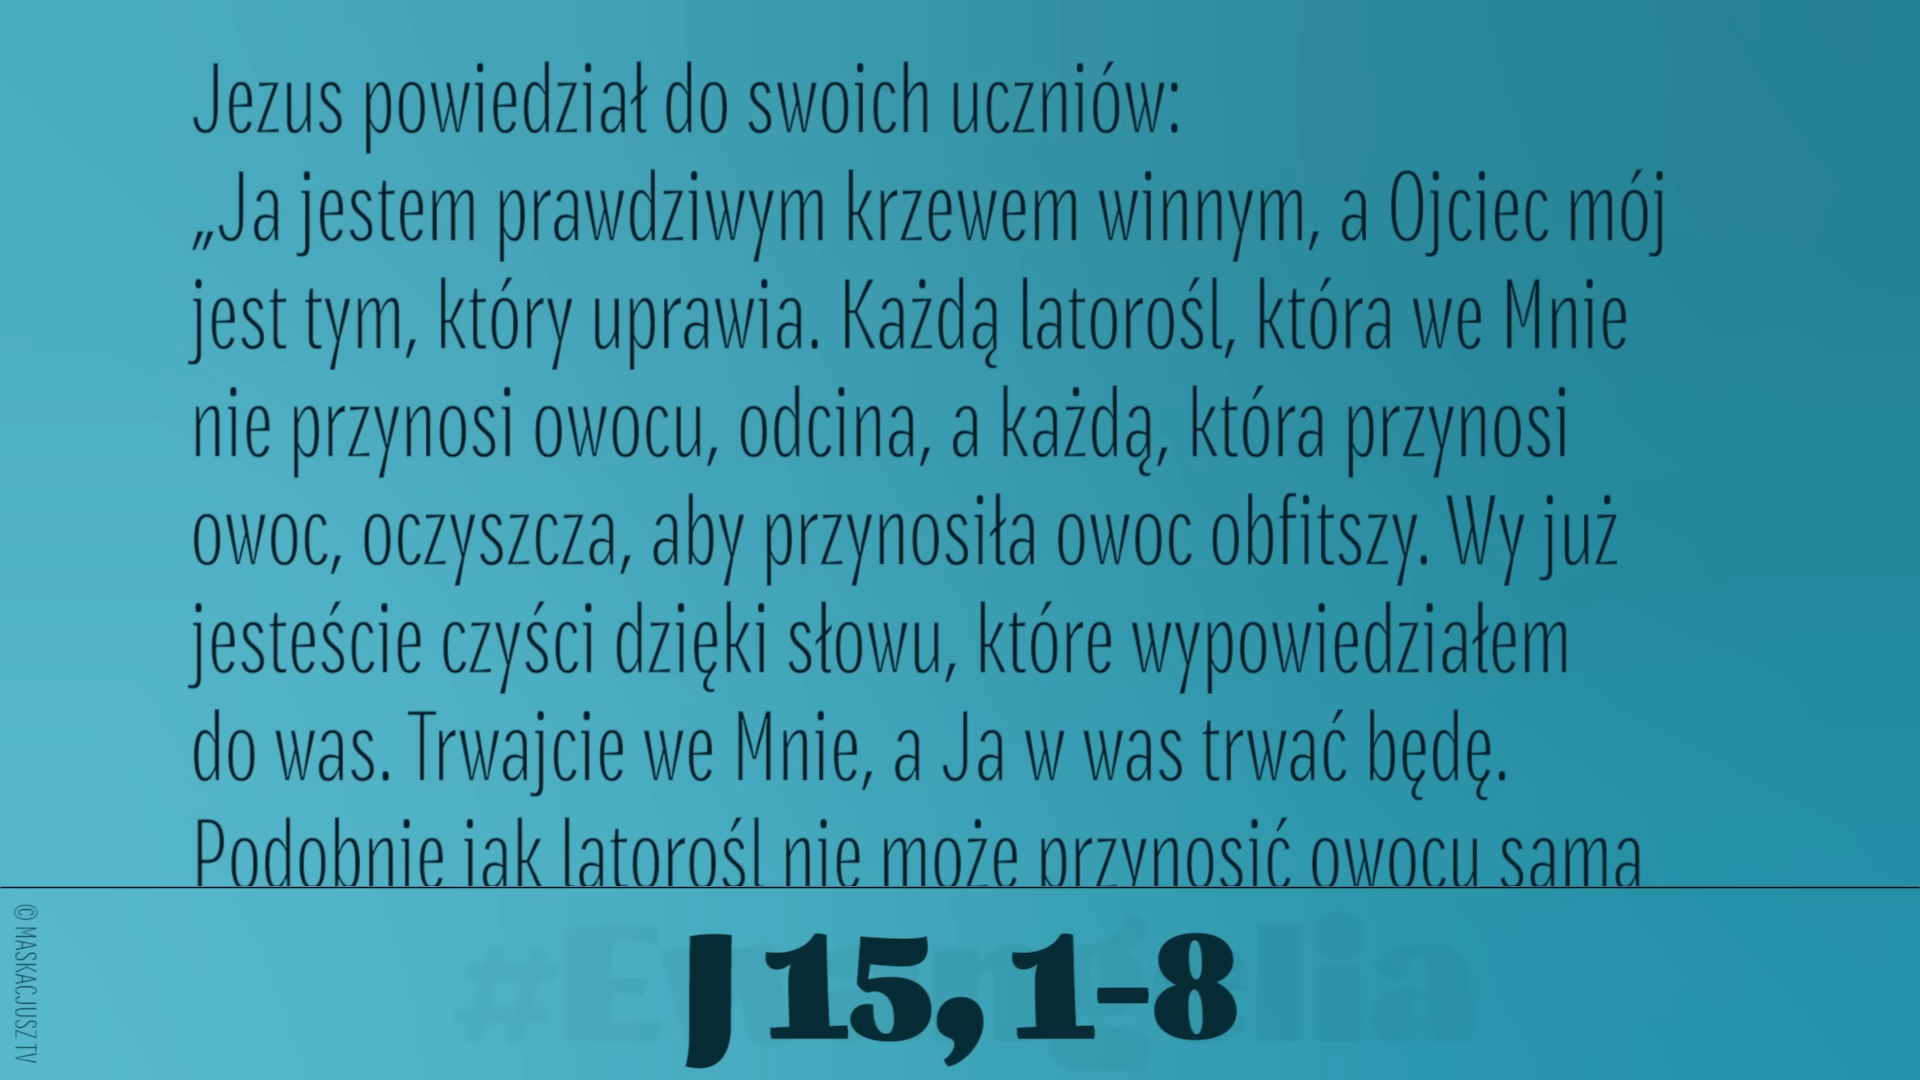 Jezus powiedział do swoich uczniów:
„Ja jestem prawdziwym krzewem winnym, a Ojciec mój
jest tym, który uprawia. Każdą latorośl, która we Mnie
nie przynosi owocu, odcina, a każdą, która przynosi
owoc, oczyszcza, aby przynosiła owoc obfitszy. Wy już
jesteście czyści dzięki słowu, które wypowiedziałem
do was. Trwajcie we Mnie, a Ja w was trwać będę.
Podobnie jak latorośl nie może przynosić owocu sama
#Ewangelia
J 15, 1-8
© MASKACJUSZ TV